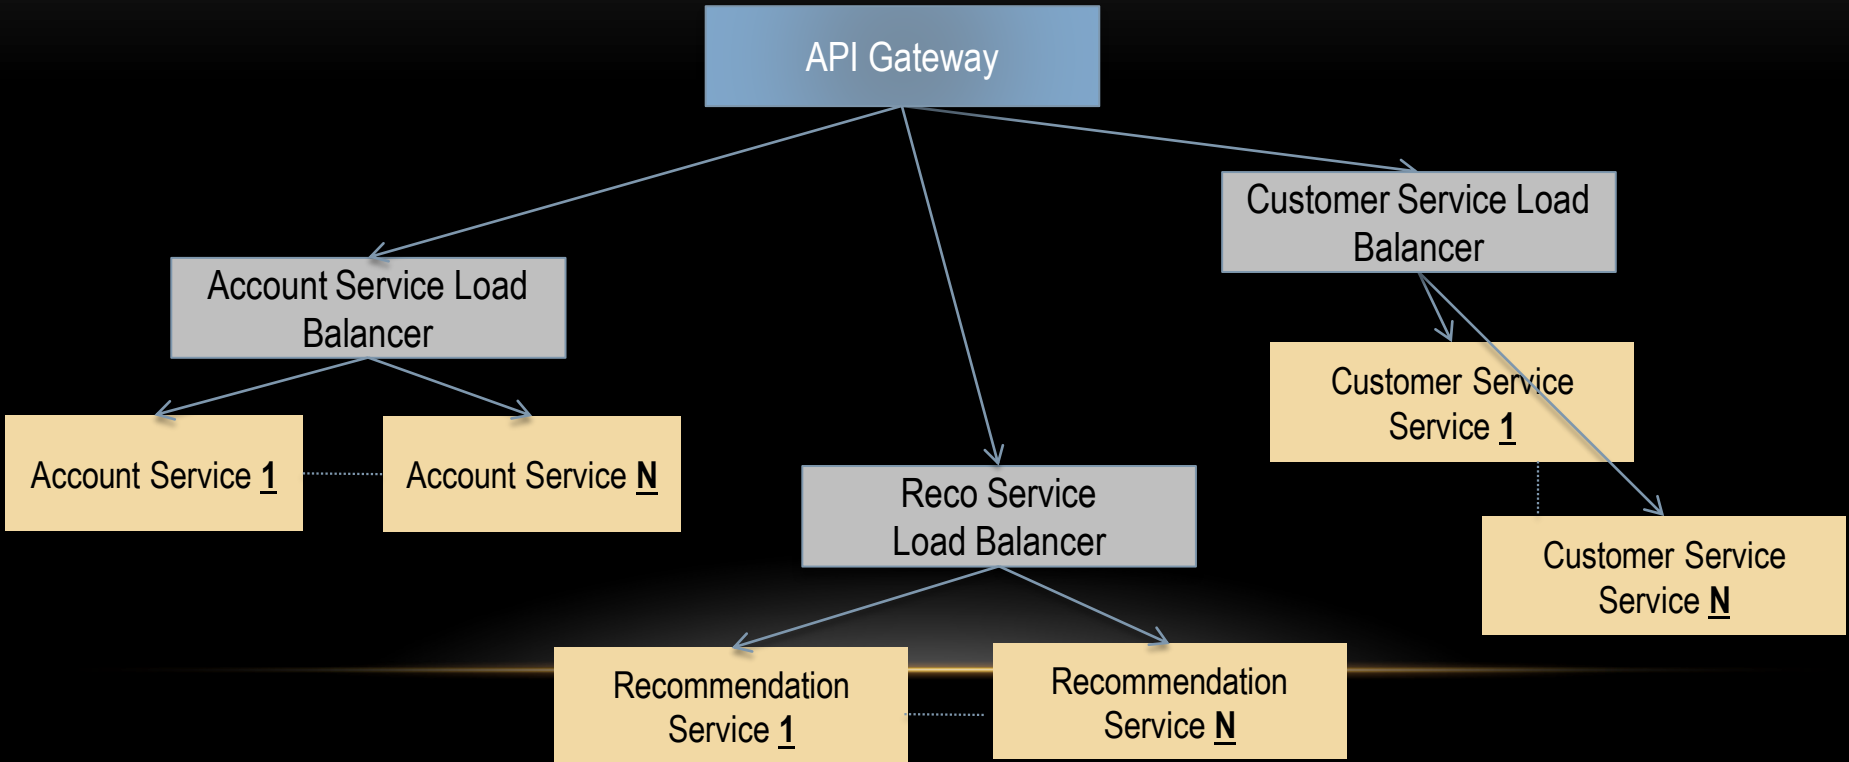 API Gateway
Customer Service Load
Balancer
Account Service Load
Balancer
Customer Service
Service 1
Account Service 1
Account Service N
Reco Service
Load Balancer
Customer Service
Service N
Recommendation
Service 1
Recommendation
Service N